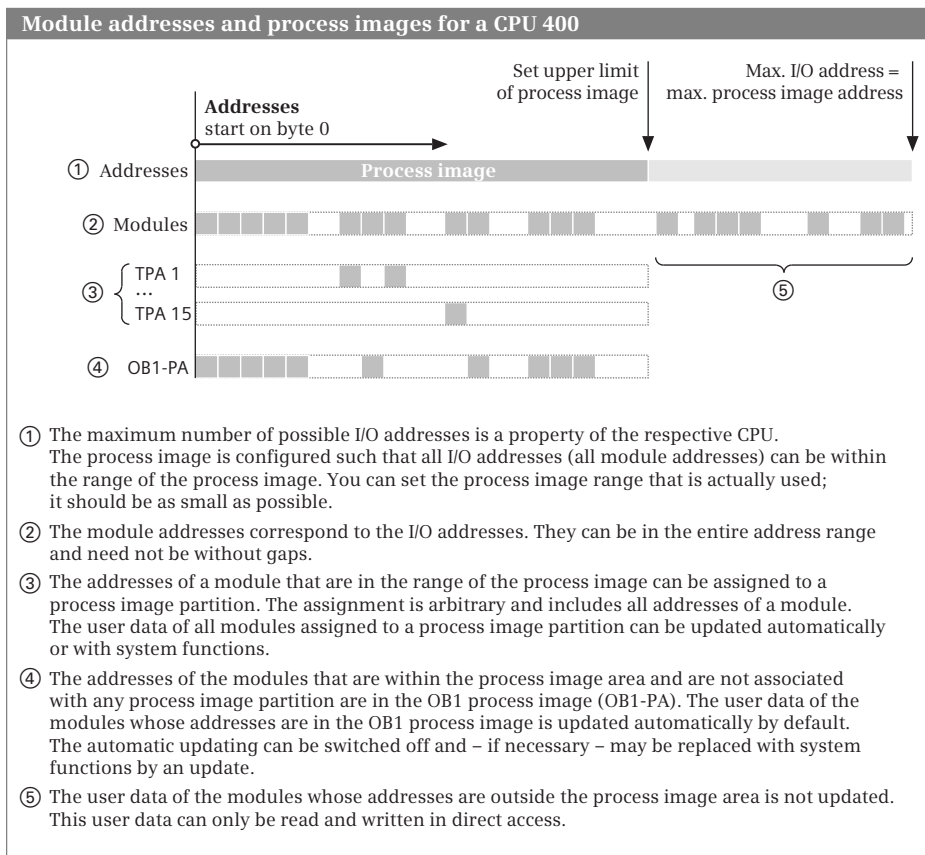 Module addresses and process images for a CPU 400
Set upper limit
of process image
Max. I/O address =
max. process image address
Addresses
start on byte 0
① Addresses
Process image
② Modules
③
TPA 1
...
TPA 15
⑤
④ OB1-PA
① The maximum number of possible I/O addresses is a property of the respective CPU.
The process image is configured such that all I/O addresses (all module addresses) can be within
the range of the process image. You can set the process image range that is actually used;
it should be as small as possible.
② The module addresses correspond to the I/O addresses. They can be in the entire address range
and need not be without gaps.
③ The addresses of a module that are in the range of the process image can be assigned to a
process image partition. The assignment is arbitrary and includes all addresses of a module.
The user data of all modules assigned to a process image partition can be updated automatically
or with system functions.
④ The addresses of the modules that are within the process image area and are not associated
with any process image partition are in the OB1 process image (OB1-PA). The user data of the
modules whose addresses are in the OB1 process image is updated automatically by default.
The automatic updating can be switched off and – if necessary – may be replaced with system
functions by an update.
⑤ The user data of the modules whose addresses are outside the process image area is not updated.
This user data can only be read and written in direct access.